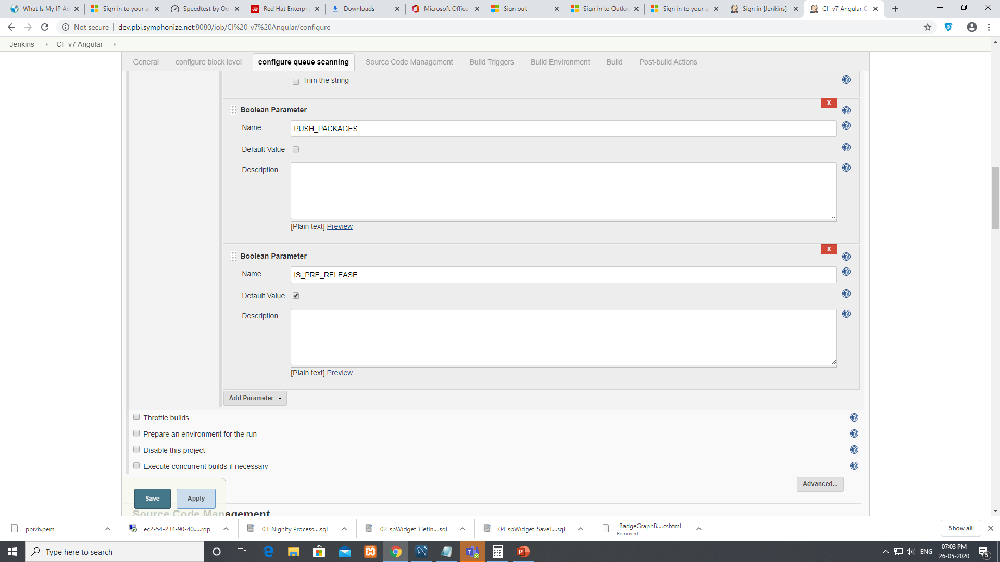 What Is My IP Ad
Sign in to your a
Speedtest by Oo
Red Hat Enterpri
Downloads
Microsoft Office
Sign out
Sign in to Outloo
Sign in to your a
Sign in [Jenkins]
CI -v7 Angular C
Not secure
dev.pbi.symphonize.net:8080/job/CI%20-v7%20Angular/configure
Jenkins
CI -v7 Angular
General
configure block level
configure queue scanning
Source Code Management
Build Triggers
Build Environment
Build
Post-build Actions
Trim the string
X
Boolean Parameter
Name
PUSH_PACKAGES
Default Value
Description
[Plain text] Preview
X
Boolean Parameter
Name
IS_PRE_RELEASE
Default Value
Description
[Plain text] Preview
Add Parameter
Throttle builds
Prepare an environment for the run
Disable this project
Execute concurrent builds if necessary
Advanced...
Save
Apply
Source Code Management
pbiv6.pem
ec2-54-234-90-40.....rdp
03_NighIty Process....sql
02_spWidget_GetIn....sql
04_spWidget_SaveI....sql
_BadgeGraphB....cshtml
Removed
Show all
Type here to search
ENG
07:03 PM
26-05-2020
5